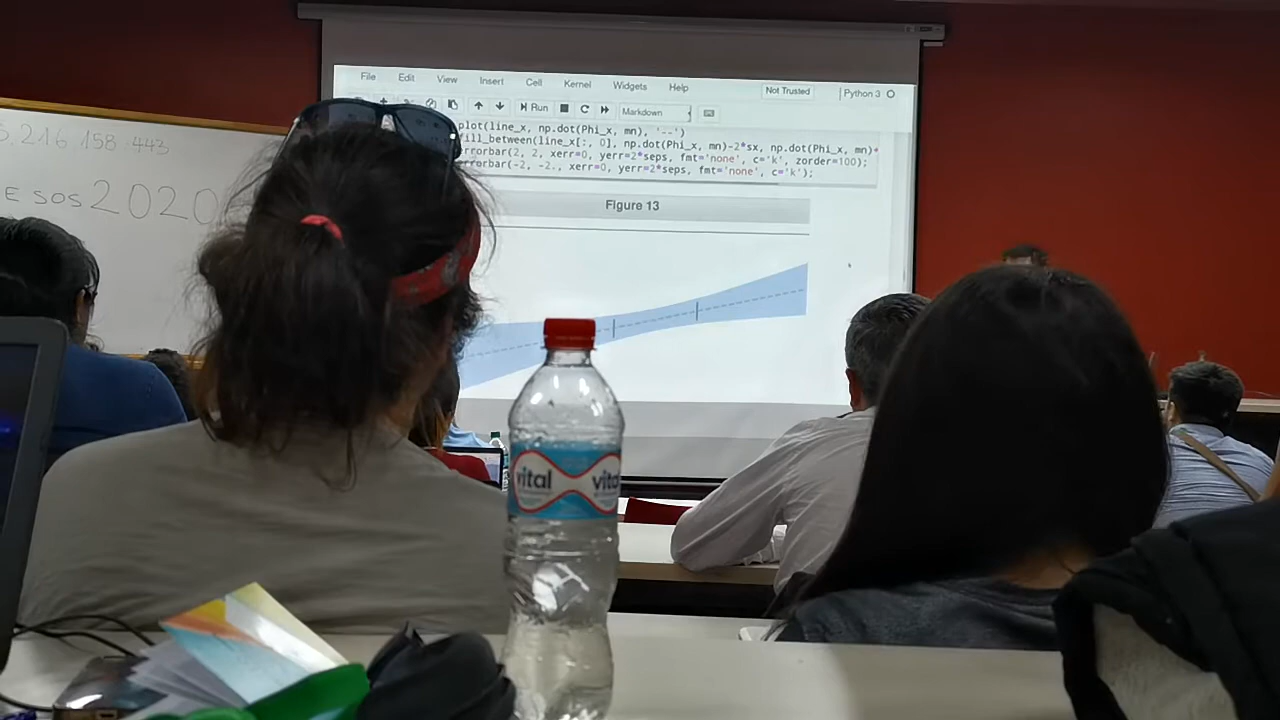 File Edit View Insert Cell Kernel Widgets Help Not Trusted Python 3
Run Markdown
plot(line_x, np.dot(Phi_x, mn), '--')
fill_between(line_x[:, 0], np.dot(Phi_x, mn)-2*sx, np.dot(Phi_x, mn)+
errorbar(2, 2, xerr=0, yerr=2*seps, fmt='none', c='k', zorder=100);
errorbar(-2, -2., xerr=0, yerr=2*seps, fmt='none', c='k');
Figure 13
.216.158:443
E SOS 2020
vital vital